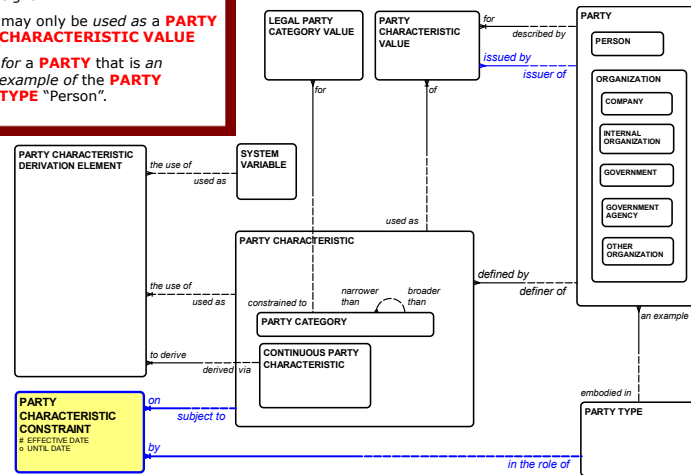 may only be used as a PARTY
CHARACTERISTIC VALUE
for a PARTY that is an
example of the PARTY
TYPE “Person”.
LEGAL PARTY
CATEGORY VALUE
PARTY
CHARACTERISTIC
VALUE
for
described by
issued by
issuer of
PARTY
PERSON
ORGANIZATION
COMPANY
INTERNAL
ORGANIZATION
GOVERNMENT
GOVERNMENT
AGENCY
OTHER
ORGANIZATION
for
of
PARTY CHARACTERISTIC
DERIVATION ELEMENT
the use of
used as
SYSTEM
VARIABLE
used as
PARTY CHARACTERISTIC
defined by
definer of
the use of
used as
constrained to
narrower
than
broader
than
PARTY CATEGORY
an example
to derive
derived via
CONTINUOUS PARTY
CHARACTERISTIC
PARTY
CHARACTERISTIC
CONSTRAINT
# EFFECTIVE DATE
o UNTIL DATE
on
subject to
by
in the role of
embodied in
PARTY TYPE